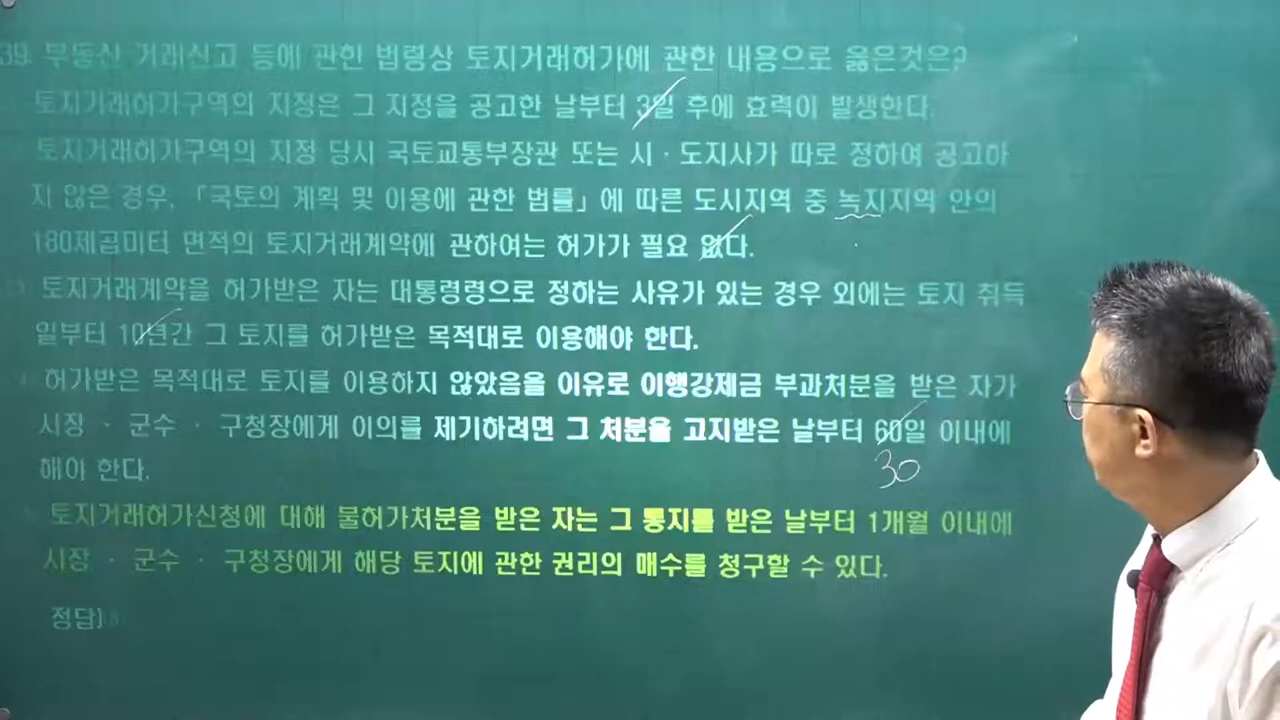 39. 부동산 거래신고 등에 관한 법령상 토지거래허가에 관한 내용으로 옳은것은?
토지거래허가구역의 지정은 그 지정을 공고한 날부터 3일 후에 효력이 발생한다.
토지거래허가구역의 지정 당시 국토교통부장관 또는 시·도지사가 따로 정하여 공고하
지 않은 경우, 「국토의 계획 및 이용에 관한 법률」에 따른 도시지역 중 녹지지역 안의
180제곱미터 면적의 토지거래계약에 관하여는 허가가 필요 없다.
토지거래계약을 허가받은 자는 대통령령으로 정하는 사유가 있는 경우 외에는 토지 취득
일부터 10년간 그 토지를 허가받은 목적대로 이용해야 한다.
허가받은 목적대로 토지를 이용하지 않았음을 이유로 이행강제금 부과처분을 받은 자가
시장 · 군수 · 구청장에게 이의를 제기하려면 그 처분을 고지받은 날부터 60일 이내에
30
해야 한다.
토지거래허가신청에 대해 불허가처분을 받은 자는 그 통지를 받은 날부터 1개월 이내에
시장 · 군수 · 구청장에게 해당 토지에 관한 권리의 매수를 청구할 수 있다.
정답)